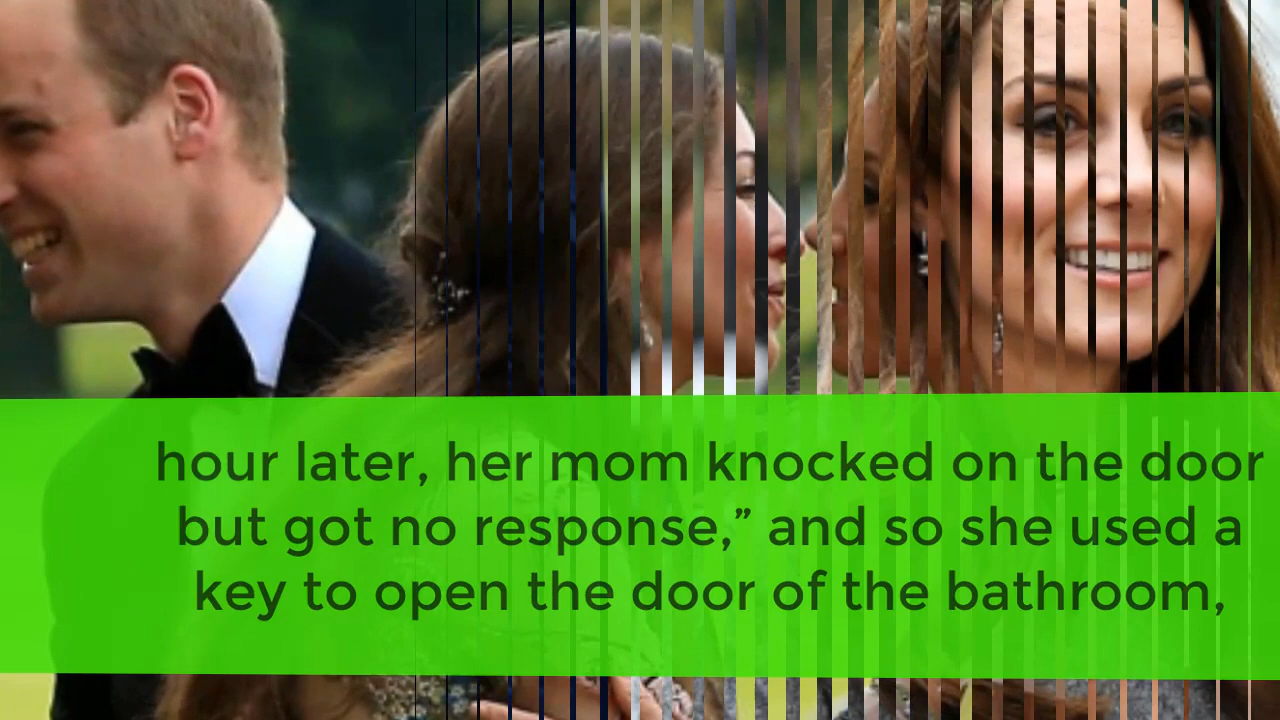 hour later, her mom knocked on the door
but got no response,” and so she used a
key to open the door of the bathroom,